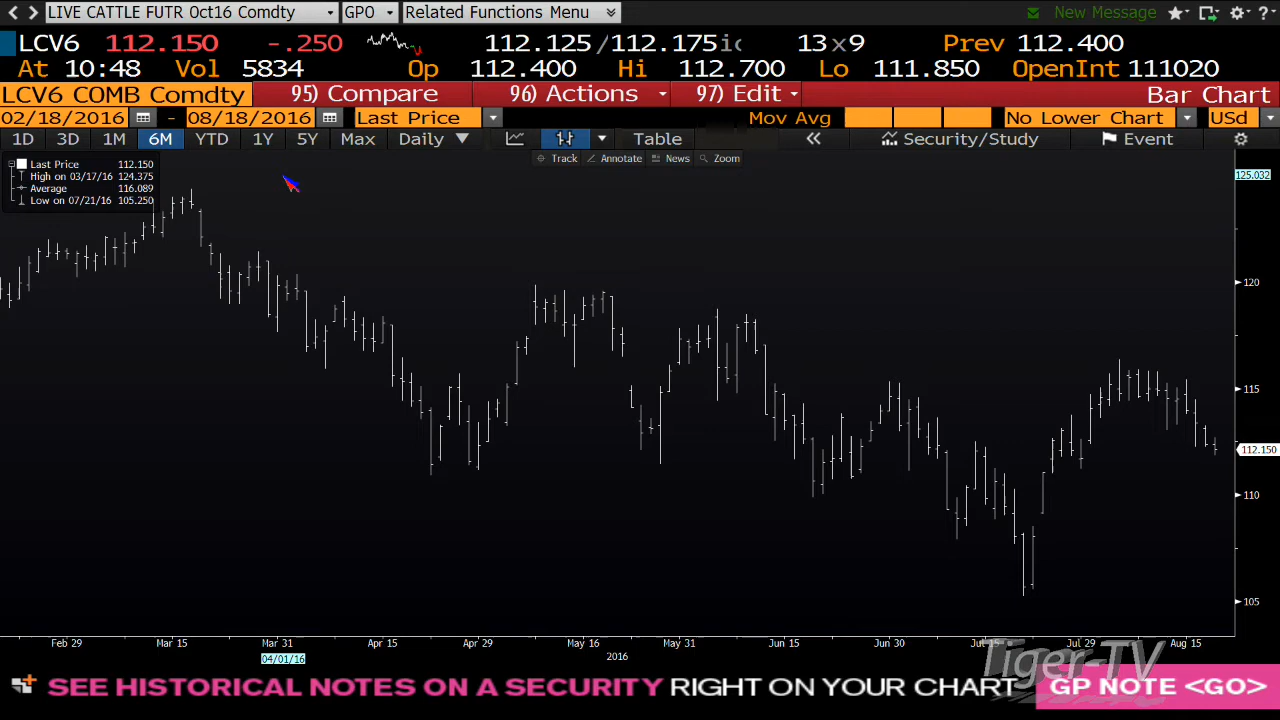 LIVE CATTLE FUTR Oct16 Comdty GPO Related Functions Menu New Message
LCV6 112.150 -.250 112.125/112.175ic 13x9 Prev 112.400
At 10:48 Vol 5834 Op 112.400 Hi 112.700 Lo 111.850 OpenInt 111020
LCV6 COMB Comdty 95) Compare 96) Actions 97) Edit Bar Chart
02/18/2016 - 08/18/2016 Last Price Mov Avg No Lower Chart USd
1D 3D 1M 6M YTD 1Y 5Y Max Daily Table Security/Study Event
Track Annotate News Zoom
Last Price 112.150
High on 03/17/16 124.375
Average 116.089
Low on 07/21/16 105.250
125.032
120
115
112.150
110
105
Feb 29 Mar 15 Mar 31 Apr 15 Apr 29 May 16 May 31 Jun 15 Jun 30 Jul 15 Jul 29 Aug 15
04/01/16 2016
Tiger-TV
SEE HISTORICAL NOTES ON A SECURITY RIGHT ON YOUR CHART GP NOTE <GO>